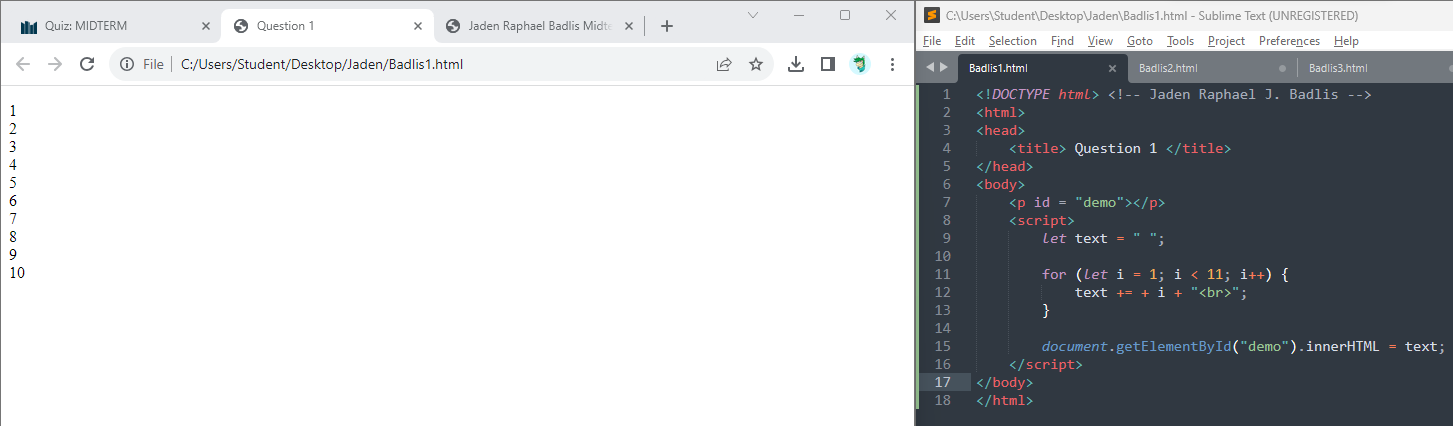 Quiz: MIDTERM
Question 1
Jaden Raphael Badlis Midte
File
C:/Users/Student/Desktop/Jaden/Badlis1.html
1
2
3
4
5
6
7
8
9
10
C:\Users\Student\Desktop\Jaden\Badlis1.html - Sublime Text (UNREGISTERED)
File Edit Selection Find View Goto Tools Project Preferences Help
Badlis1.html Badlis2.html Badlis3.html
1 <!DOCTYPE html> <!-- Jaden Raphael J. Badlis -->
2 <html>
3 <head>
4 <title> Question 1 </title>
5 </head>
6 <body>
7 <p id = "demo"></p>
8 <script>
9 let text = " ";
10
11 for (let i = 1; i < 11; i++) {
12 text += + i + "<br>";
13 }
14
15 document.getElementById("demo").innerHTML = text;
16 </script>
17 </body>
18 </html>